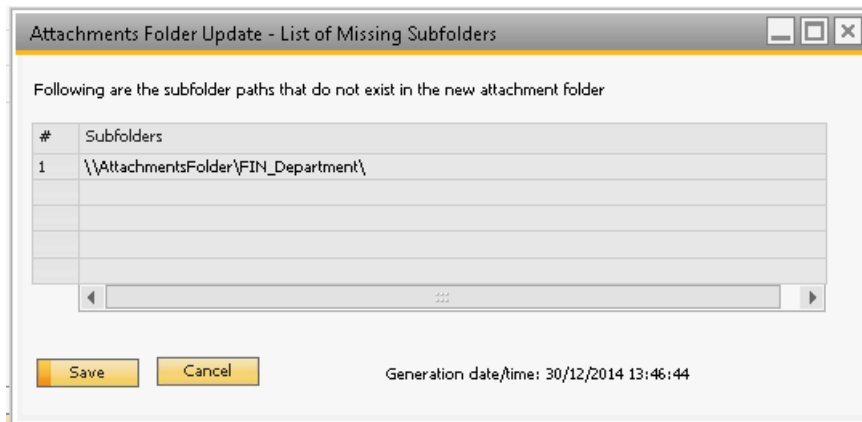 Attachments Folder Update - List of Missing Subfolders
Following are the subfolder paths that do not exist in the new attachment folder
# Subfolders
1 \\AttachmentsFolder\FIN_Department\
Save Cancel Generation date/time: 30/12/2014 13:46:44